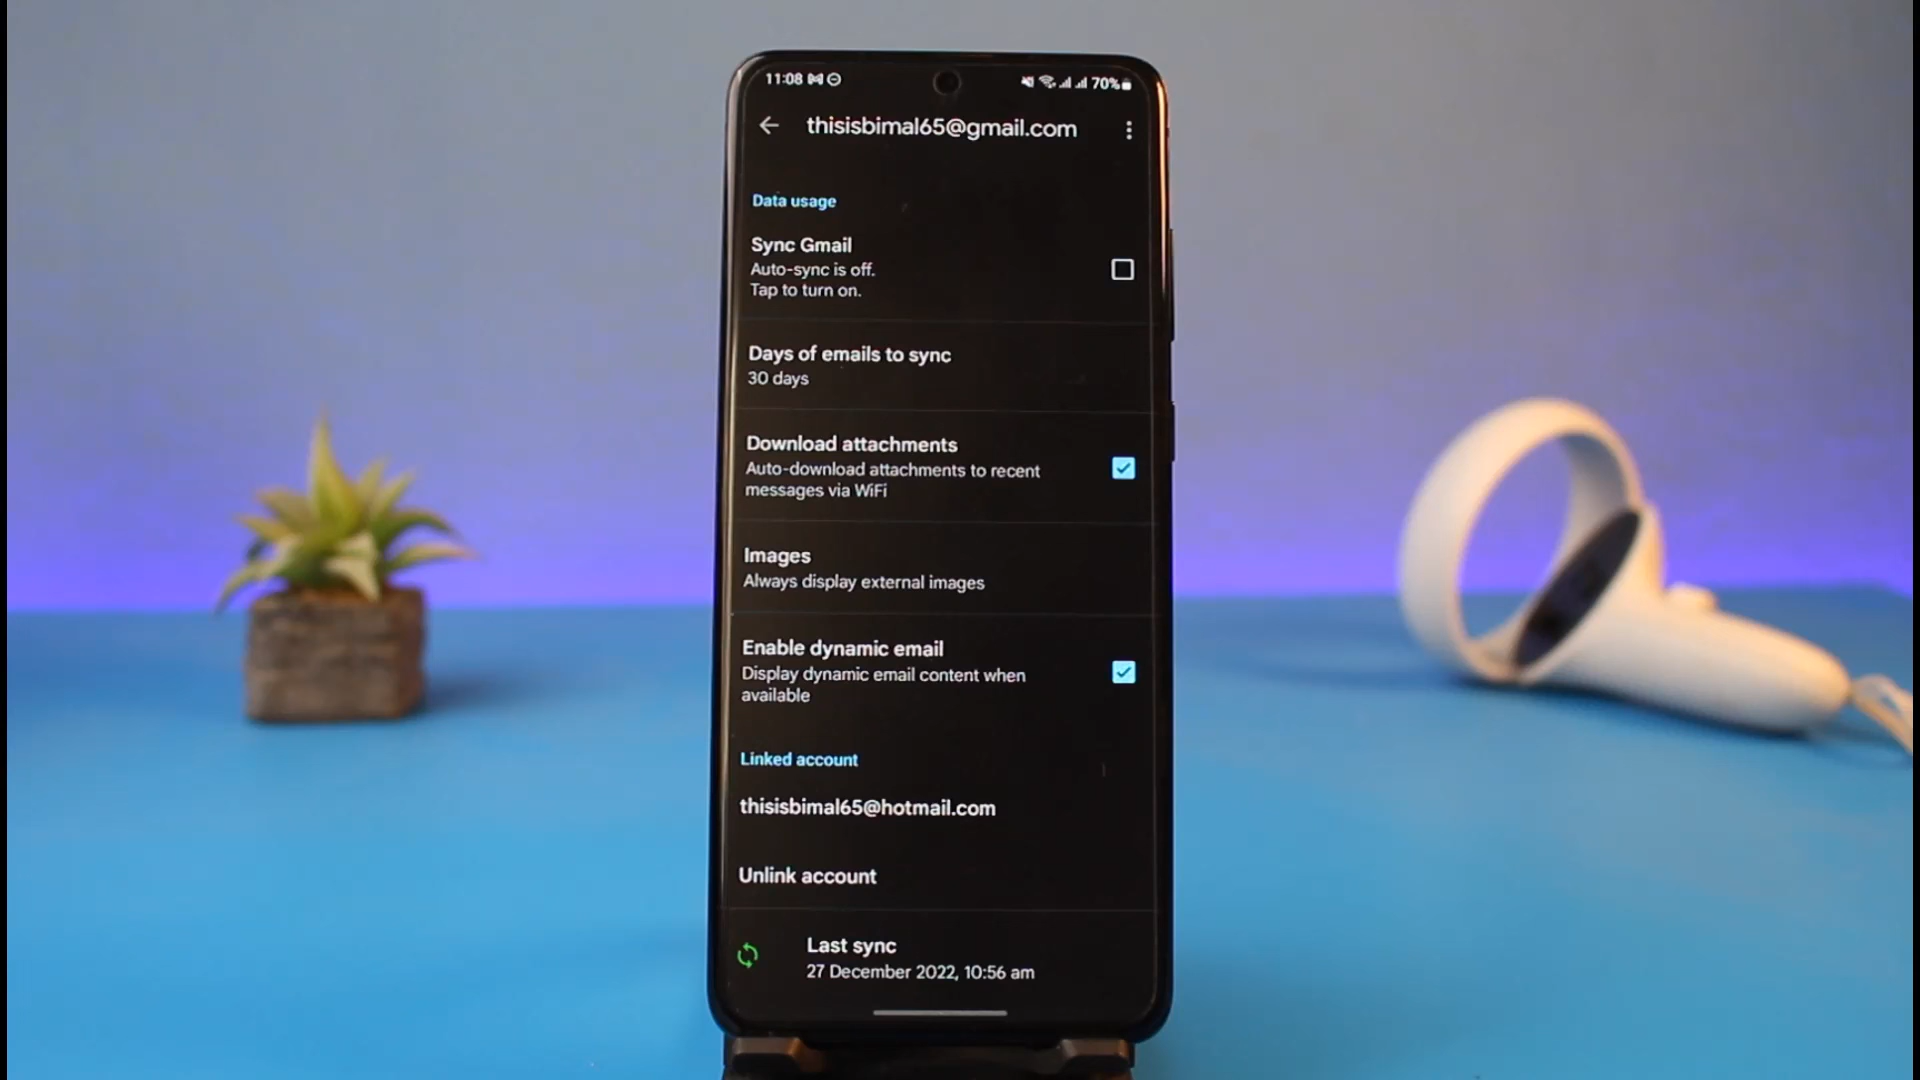 11:08
70%
thisisbimal65@gmail.com
Data usage
Sync Gmail
Auto-sync is off.
Tap to turn on.
Days of emails to sync
30 days
Download attachments
Auto-download attachments to recent
messages via WiFi
Images
Always display external images
Enable dynamic email
Display dynamic email content when
available
Linked account
thisisbimal65@hotmail.com
Unlink account
Last sync
27 December 2022, 10:56 am